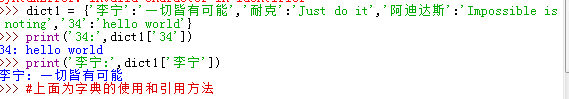 >>> dict1 = {'李宁':'一切皆有可能','耐克':'Just do it','阿迪达斯':'Impossible is
noting','34':'hello world'}
>>> print('34:',dict1['34'])
34: hello world
>>> print('李宁:',dict1['李宁'])
李宁: 一切皆有可能
>>> #上面为字典的使用和引用方法